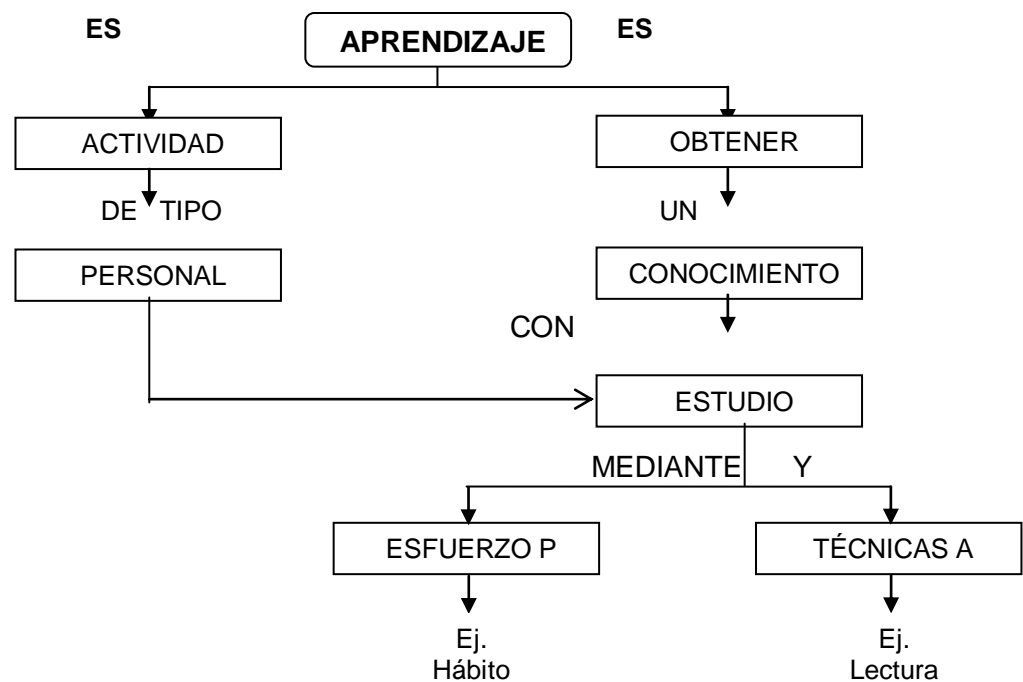 ES APRENDIZAJE ES
ACTIVIDAD OBTENER
DE TIPO UN
PERSONAL CONOCIMIENTO
CON
ESTUDIO
MEDIANTE Y
ESFUERZO P TÉCNICAS A
Ej. Ej.
Hábito Lectura